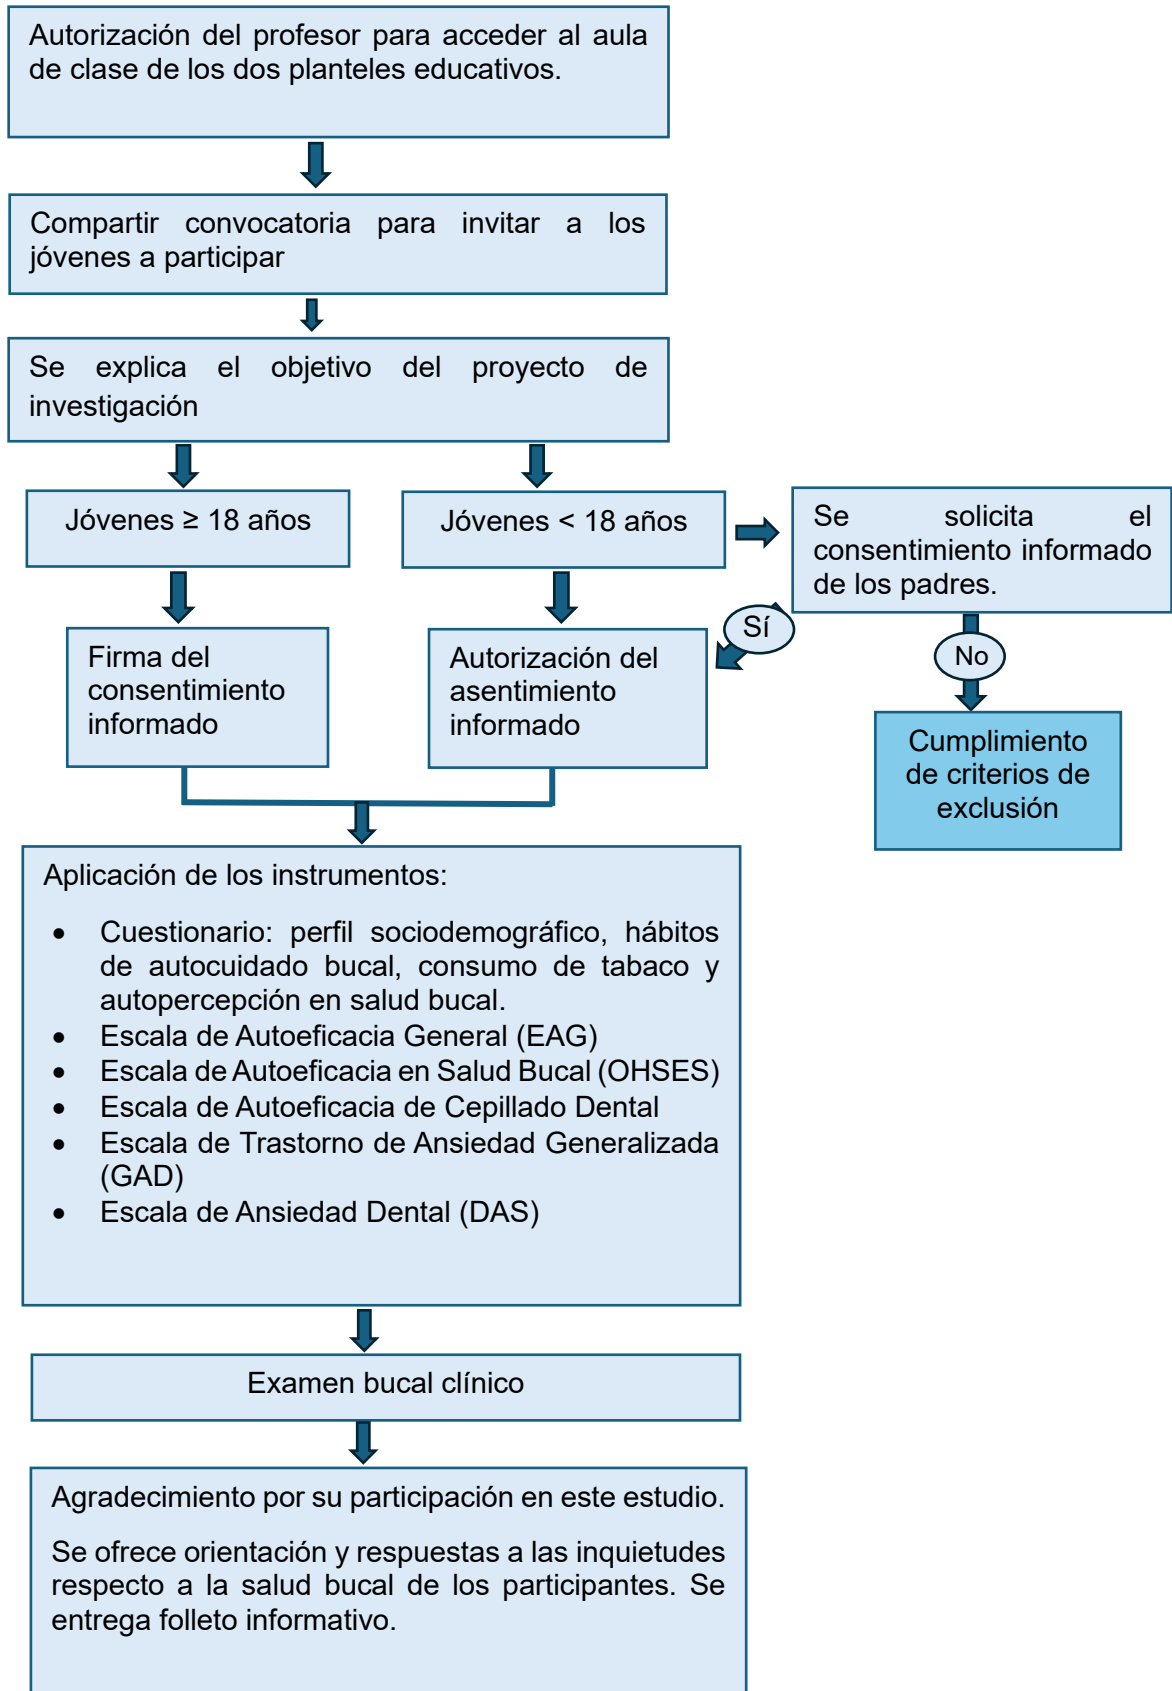 Autorización del profesor para acceder al aula
de clase de los dos planteles educativos.
Compartir convocatoria para invitar a los
jóvenes a participar
Se explica el objetivo del proyecto de
investigación
Jóvenes ≥ 18 años
Jóvenes < 18 años
Se solicita el
consentimiento informado
de los padres.
Sí
No
Firma del
consentimiento
informado
Autorización del
asentimiento
informado
Cumplimiento
de criterios de
exclusión
Aplicación de los instrumentos:
• Cuestionario: perfil sociodemográfico, hábitos
de autocuidado bucal, consumo de tabaco y
autopercepción en salud bucal.
• Escala de Autoeficacia General (EAG)
• Escala de Autoeficacia en Salud Bucal (OHSES)
• Escala de Autoeficacia de Cepillado Dental
• Escala de Trastorno de Ansiedad Generalizada
(GAD)
• Escala de Ansiedad Dental (DAS)
Examen bucal clínico
Agradecimiento por su participación en este estudio.
Se ofrece orientación y respuestas a las inquietudes
respecto a la salud bucal de los participantes. Se
entrega folleto informativo.